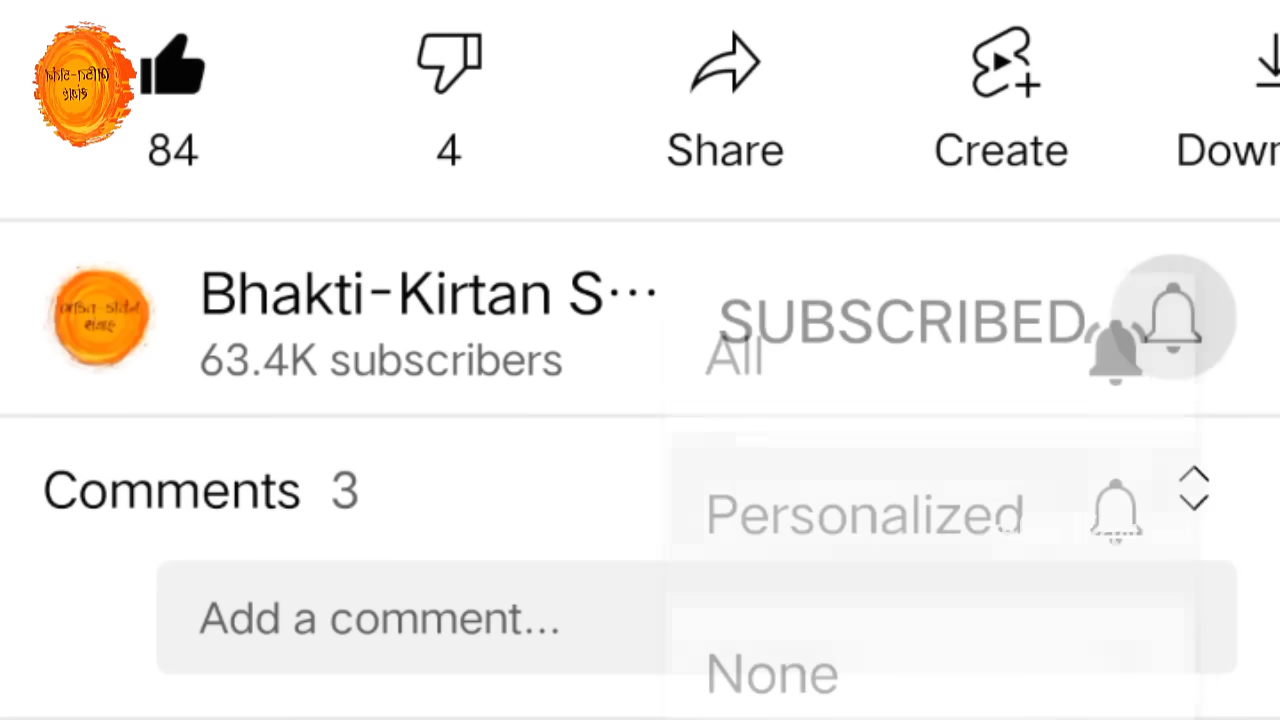 84
4
Share
Create
Down
Bhakti-Kirtan S...
63.4K subscribers
SUBSCRIBED
All
Comments 3
Personalized
Add a comment...
None